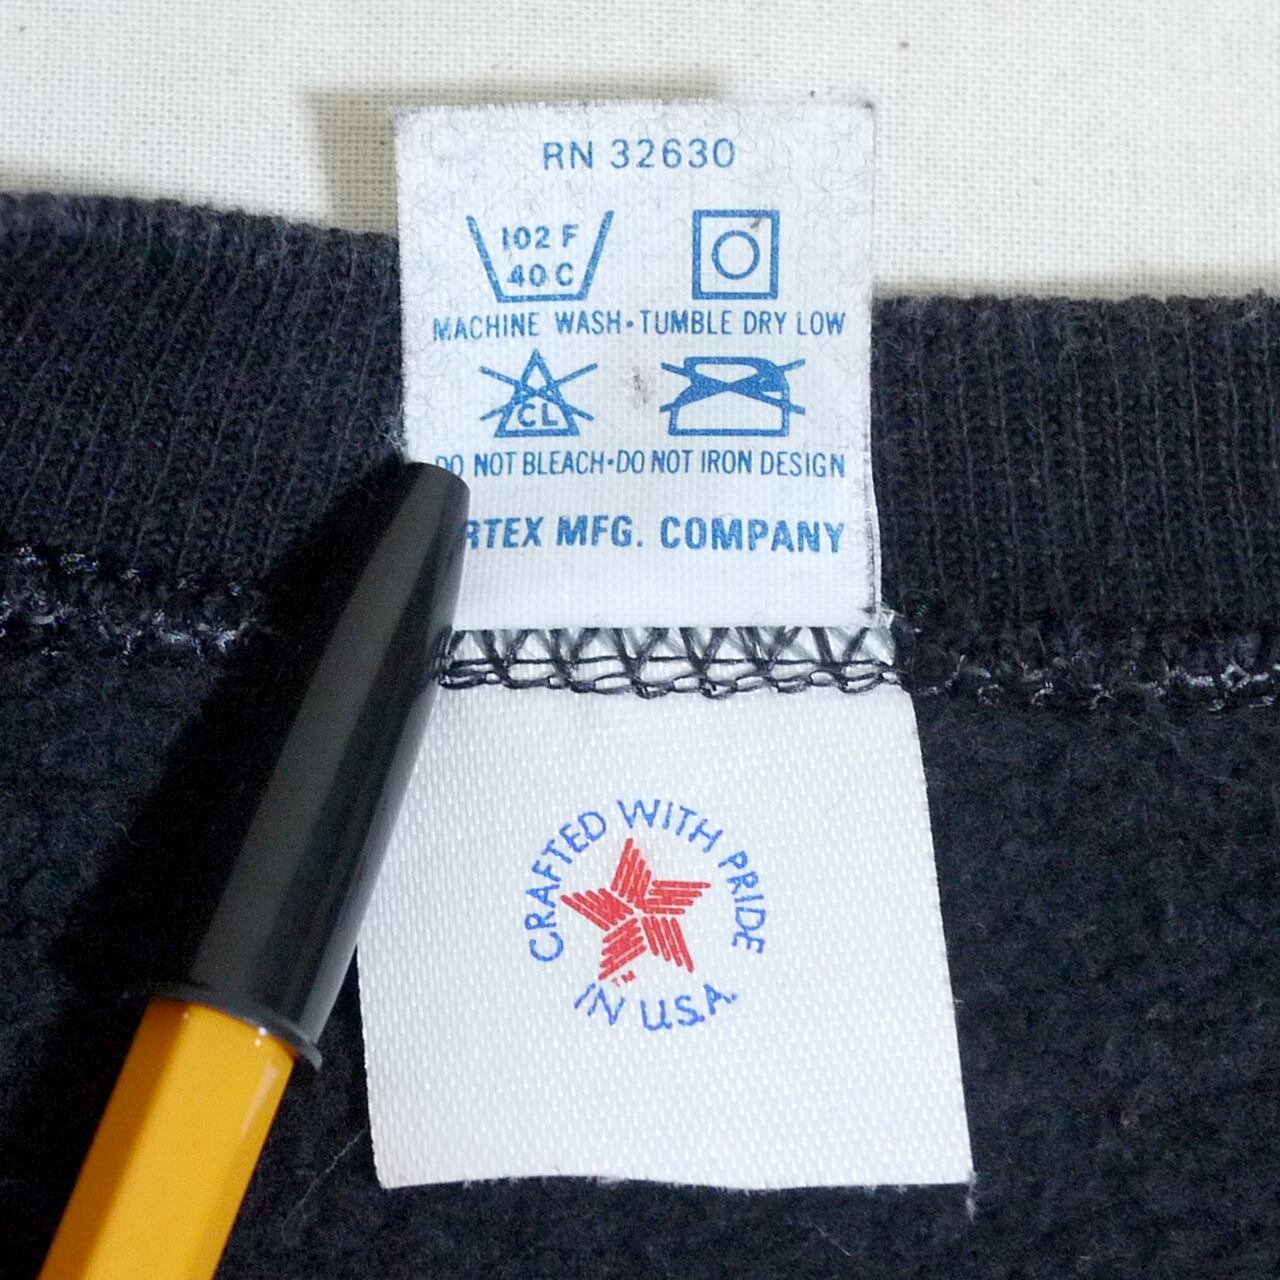 RN 32630
102 F
40 C
MACHINE WASH·TUMBLE DRY LOW
CL
DO NOT BLEACH·DO NOT IRON DESIGN
MFG. COMPANY
CRAFTED WITH PRIDE
IN U.S.A.
TM